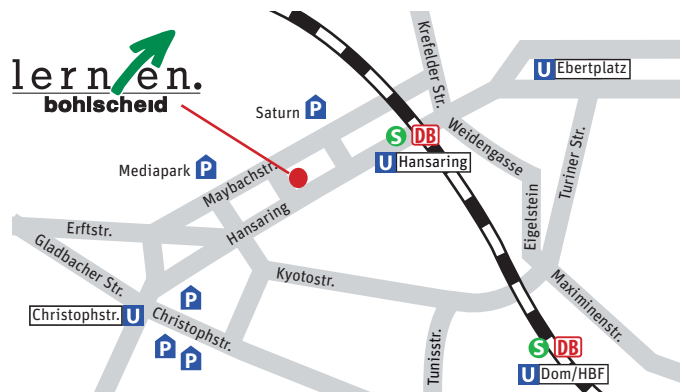 lernen.
bohlscheid
Krefelder Str.
U Ebertplatz
Saturn P
S DB
Weidengasse
U Hansaring
Turiner Str.
Mediapark P
Maybachstr.
Eigelstein
Hansaring
Erftstr.
Gladbacher Str.
Kyotostr.
Maximinenstr.
P
Christophstr. U
Christophstr.
P
P
Tunisstr.
S DB
U Dom/HBF